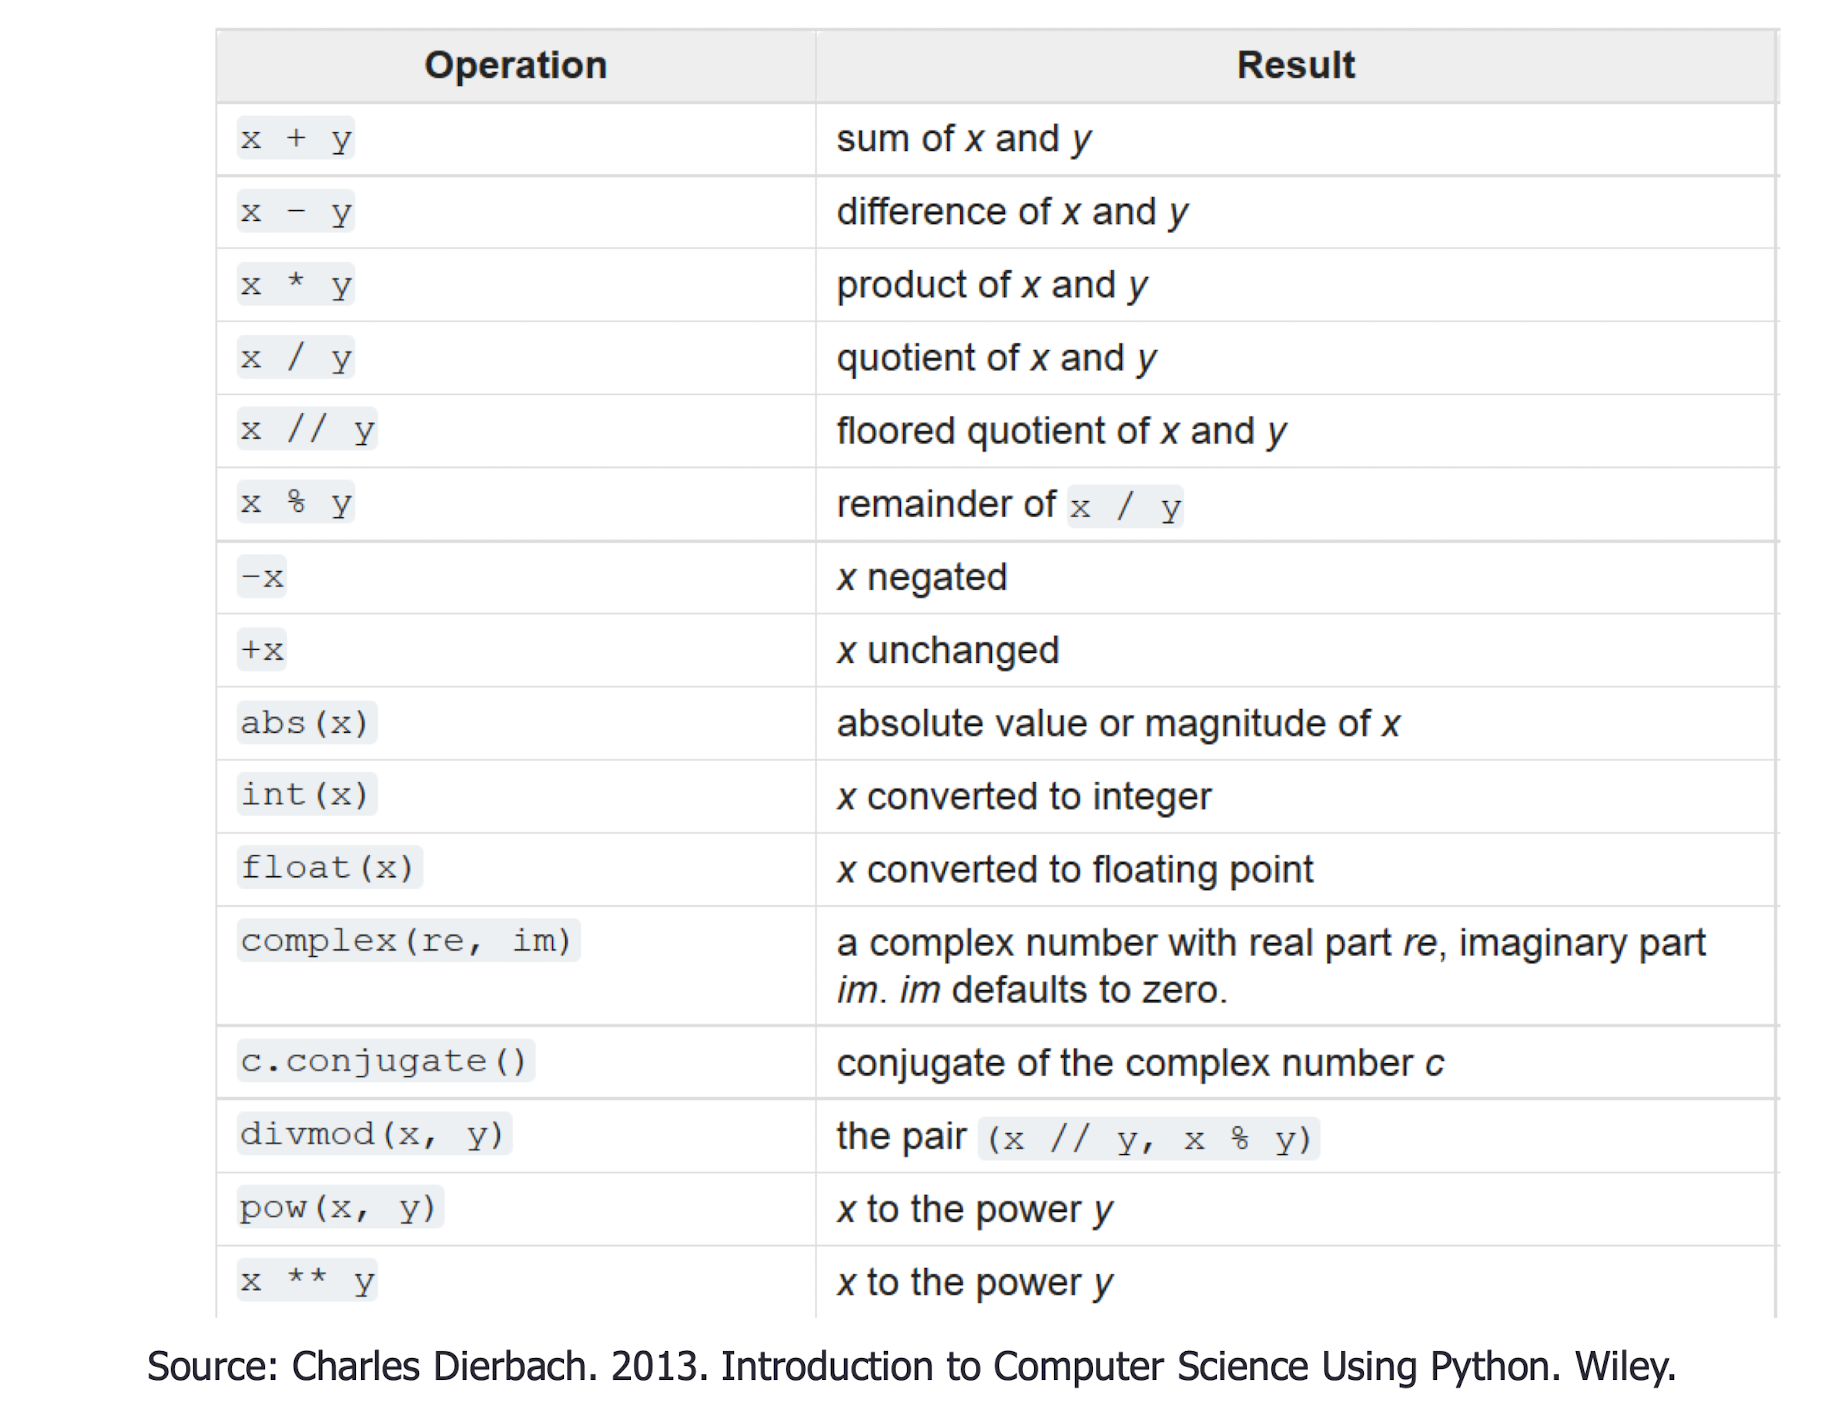 Operation Result
x + y sum of x and y
x - y difference of x and y
x * y product of x and y
x / y quotient of x and y
x // y floored quotient of x and y
x % y remainder of x / y
-x x negated
+x x unchanged
abs(x) absolute value or magnitude of x
int(x) x converted to integer
float(x) x converted to floating point
complex(re, im) a complex number with real part re, imaginary part
im. im defaults to zero.
c.conjugate() conjugate of the complex number c
divmod(x, y) the pair (x // y, x % y)
pow(x, y) x to the power y
x ** y x to the power y
Source: Charles Dierbach. 2013. Introduction to Computer Science Using Python. Wiley.